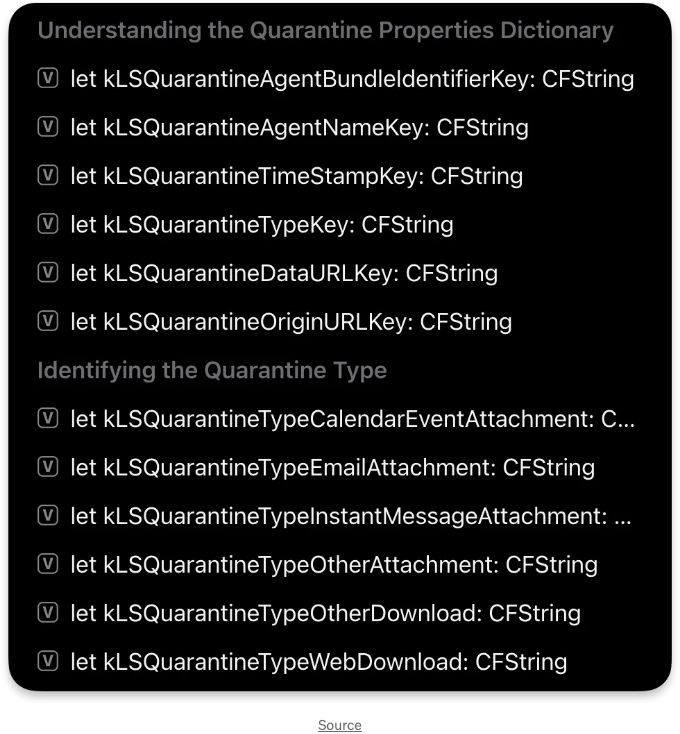 Understanding the Quarantine Properties Dictionary
V let kLSQuarantineAgentBundleIdentifierKey: CFString
V let kLSQuarantineAgentNameKey: CFString
V let kLSQuarantineTimeStampKey: CFString
V let kLSQuarantineTypeKey: CFString
V let kLSQuarantineDataURLKey: CFString
V let kLSQuarantineOriginURLKey: CFString
Identifying the Quarantine Type
V let kLSQuarantineTypeCalendarEventAttachment: C...
V let kLSQuarantineTypeEmailAttachment: CFString
V let kLSQuarantineTypeInstantMessageAttachment: ...
V let kLSQuarantineTypeOtherAttachment: CFString
V let kLSQuarantineTypeOtherDownload: CFString
V let kLSQuarantineTypeWebDownload: CFString
Source